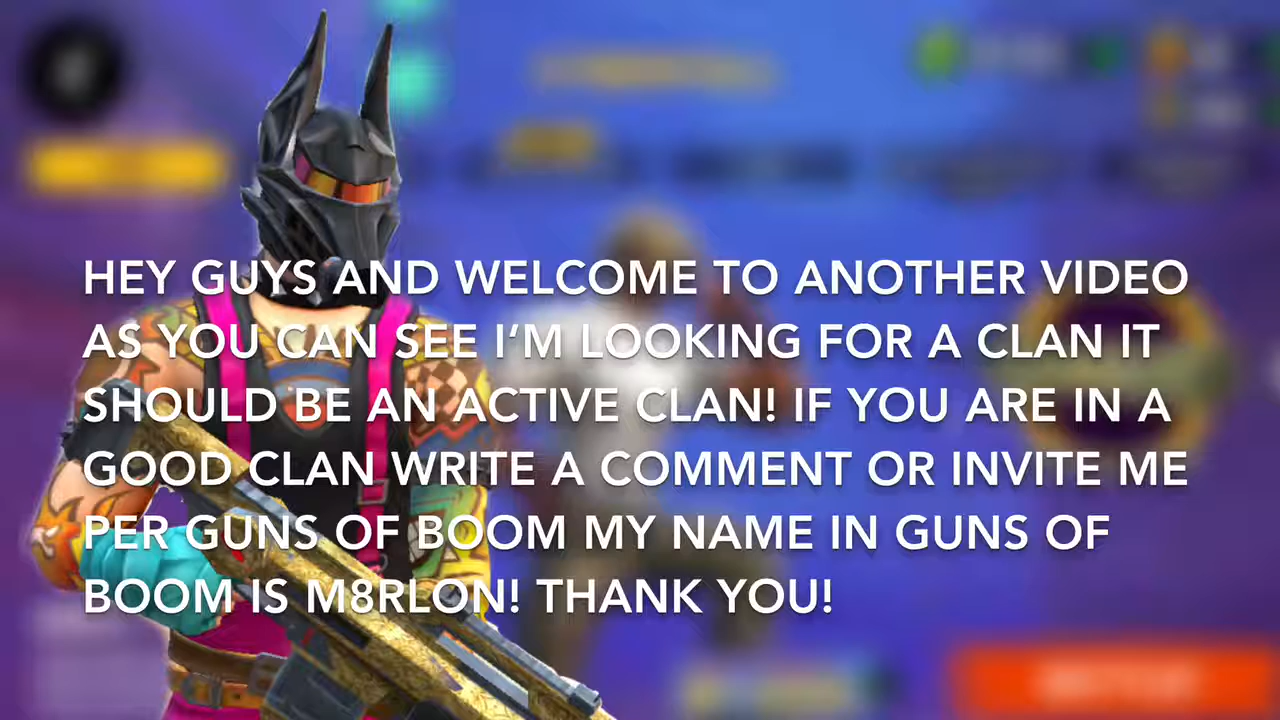 HEY GUYS AND WELCOME TO ANOTHER VIDEO
AS YOU CAN SEE I‘M LOOKING FOR A CLAN IT
SHOULD BE AN ACTIVE CLAN! IF YOU ARE IN A
GOOD CLAN WRITE A COMMENT OR INVITE ME
PER GUNS OF BOOM MY NAME IN GUNS OF
BOOM IS M8RLON! THANK YOU!